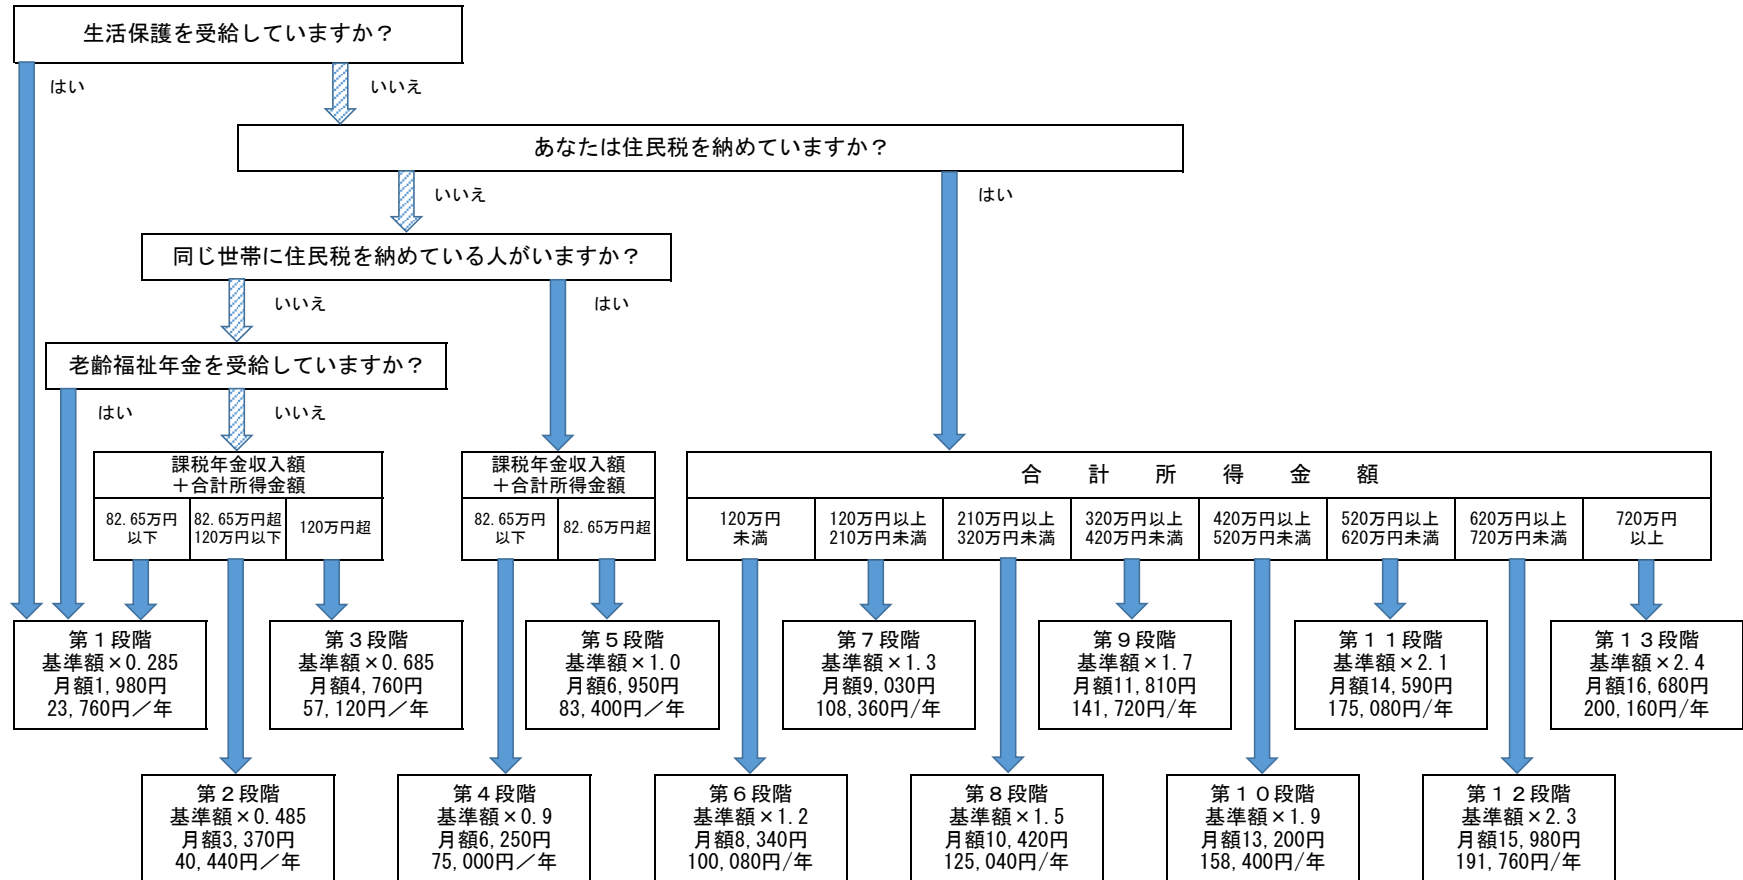 生活保護を受給していますか？
はい
いいえ
あなたは住民税を納めていますか？
いいえ
はい
同じ世帯に住民税を納めている人がいますか？
いいえ
はい
老齢福祉年金を受給していますか？
はい
いいえ
課税年金収入額
＋合計所得金額
82.65万円
以下
82.65万円超
120万円以下
120万円超
課税年金収入額
＋合計所得金額
82.65万円
以下
82.65万円超
合　計　所　得　金　額
120万円
未満
120万円以上
210万円未満
210万円以上
320万円未満
320万円以上
420万円未満
420万円以上
520万円未満
520万円以上
620万円未満
620万円以上
720万円未満
720万円
以上
第１段階
基準額×0.285
月額1,980円
23,760円／年
第３段階
基準額×0.685
月額4,760円
57,120円／年
第５段階
基準額×1.0
月額6,950円
83,400円／年
第７段階
基準額×1.3
月額9,030円
108,360円/年
第９段階
基準額×1.7
月額11,810円
141,720円/年
第１１段階
基準額×2.1
月額14,590円
175,080円/年
第１３段階
基準額×2.4
月額16,680円
200,160円/年
第２段階
基準額×0.485
月額3,370円
40,440円／年
第４段階
基準額×0.9
月額6,250円
75,000円／年
第６段階
基準額×1.2
月額8,340円
100,080円/年
第８段階
基準額×1.5
月額10,420円
125,040円/年
第１０段階
基準額×1.9
月額13,200円
158,400円/年
第１２段階
基準額×2.3
月額15,980円
191,760円/年